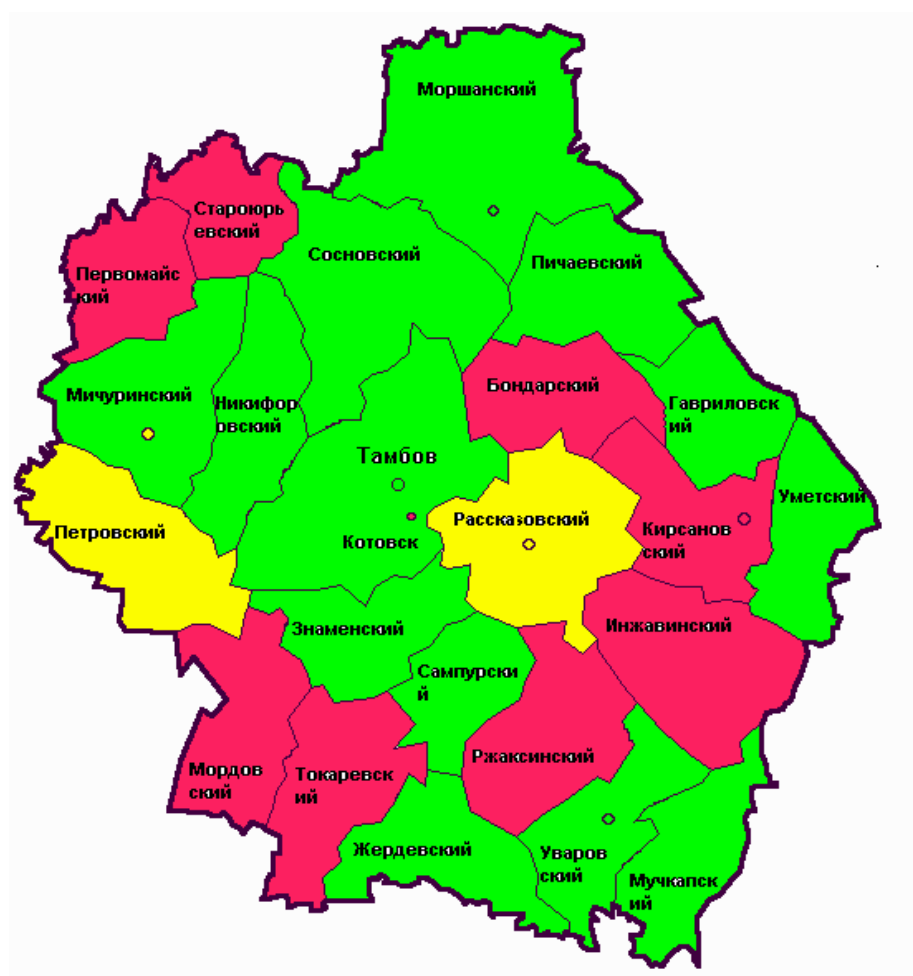 Моршанский
Староюрь
евский
Сосновский
Пичаевский
Первомайс
кий
Бондарский
Мичуринский
Никифор
овский
Гавриловск
ий
Тамбов
Уметский
Петровский
Рассказовский
Кирсанов
ский
Котовск
Знаменский
Инжавинский
Сампурски
й
Мордов
ский
Токаревск
ий
Ржаксинский
Жердевский
Уваров
ский
Мучкапск
ий